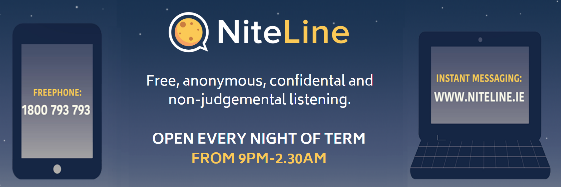 NiteLine
Free, anonymous, confidental and
non-judgemental listening.
OPEN EVERY NIGHT OF TERM
FROM 9PM-2.30AM
FREEPHONE:
1800 793 793
INSTANT MESSAGING:
WWW.NITELINE.IE